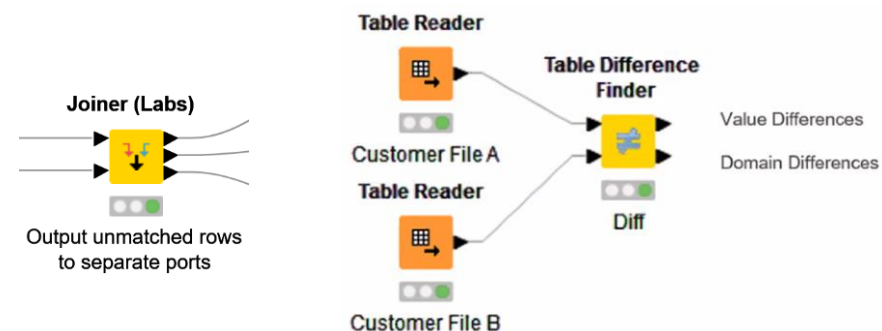 Joiner (Labs)
Output unmatched rows
to separate ports
Table Reader
Customer File A
Table Reader
Customer File B
Table Difference
Finder
Diff
Value Differences
Domain Differences